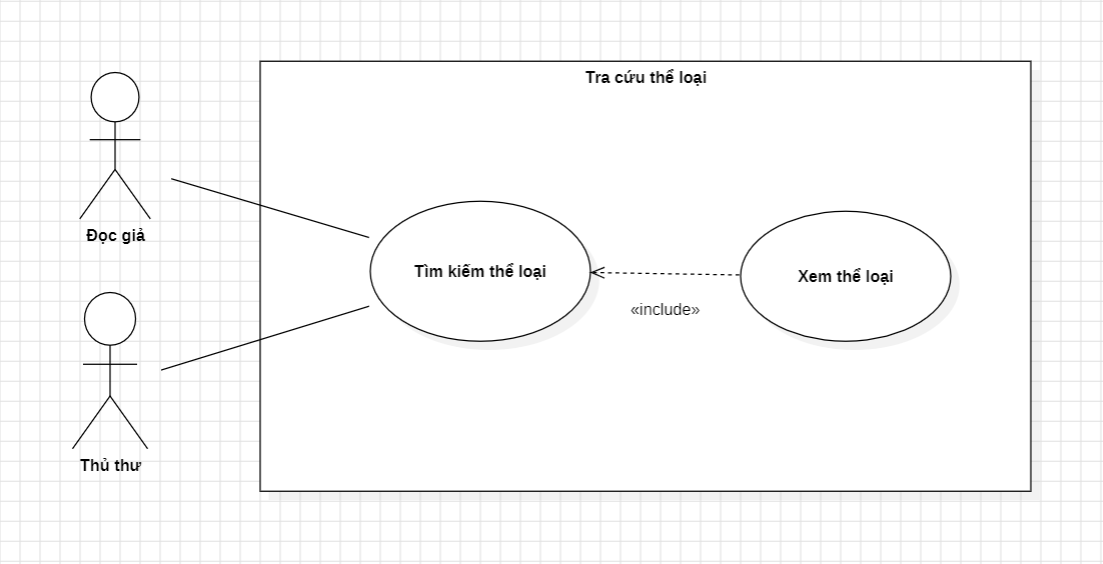 Tra cứu thể loại
Đọc giả
Tìm kiếm thể loại
Xem thể loại
«include»
Thủ thư